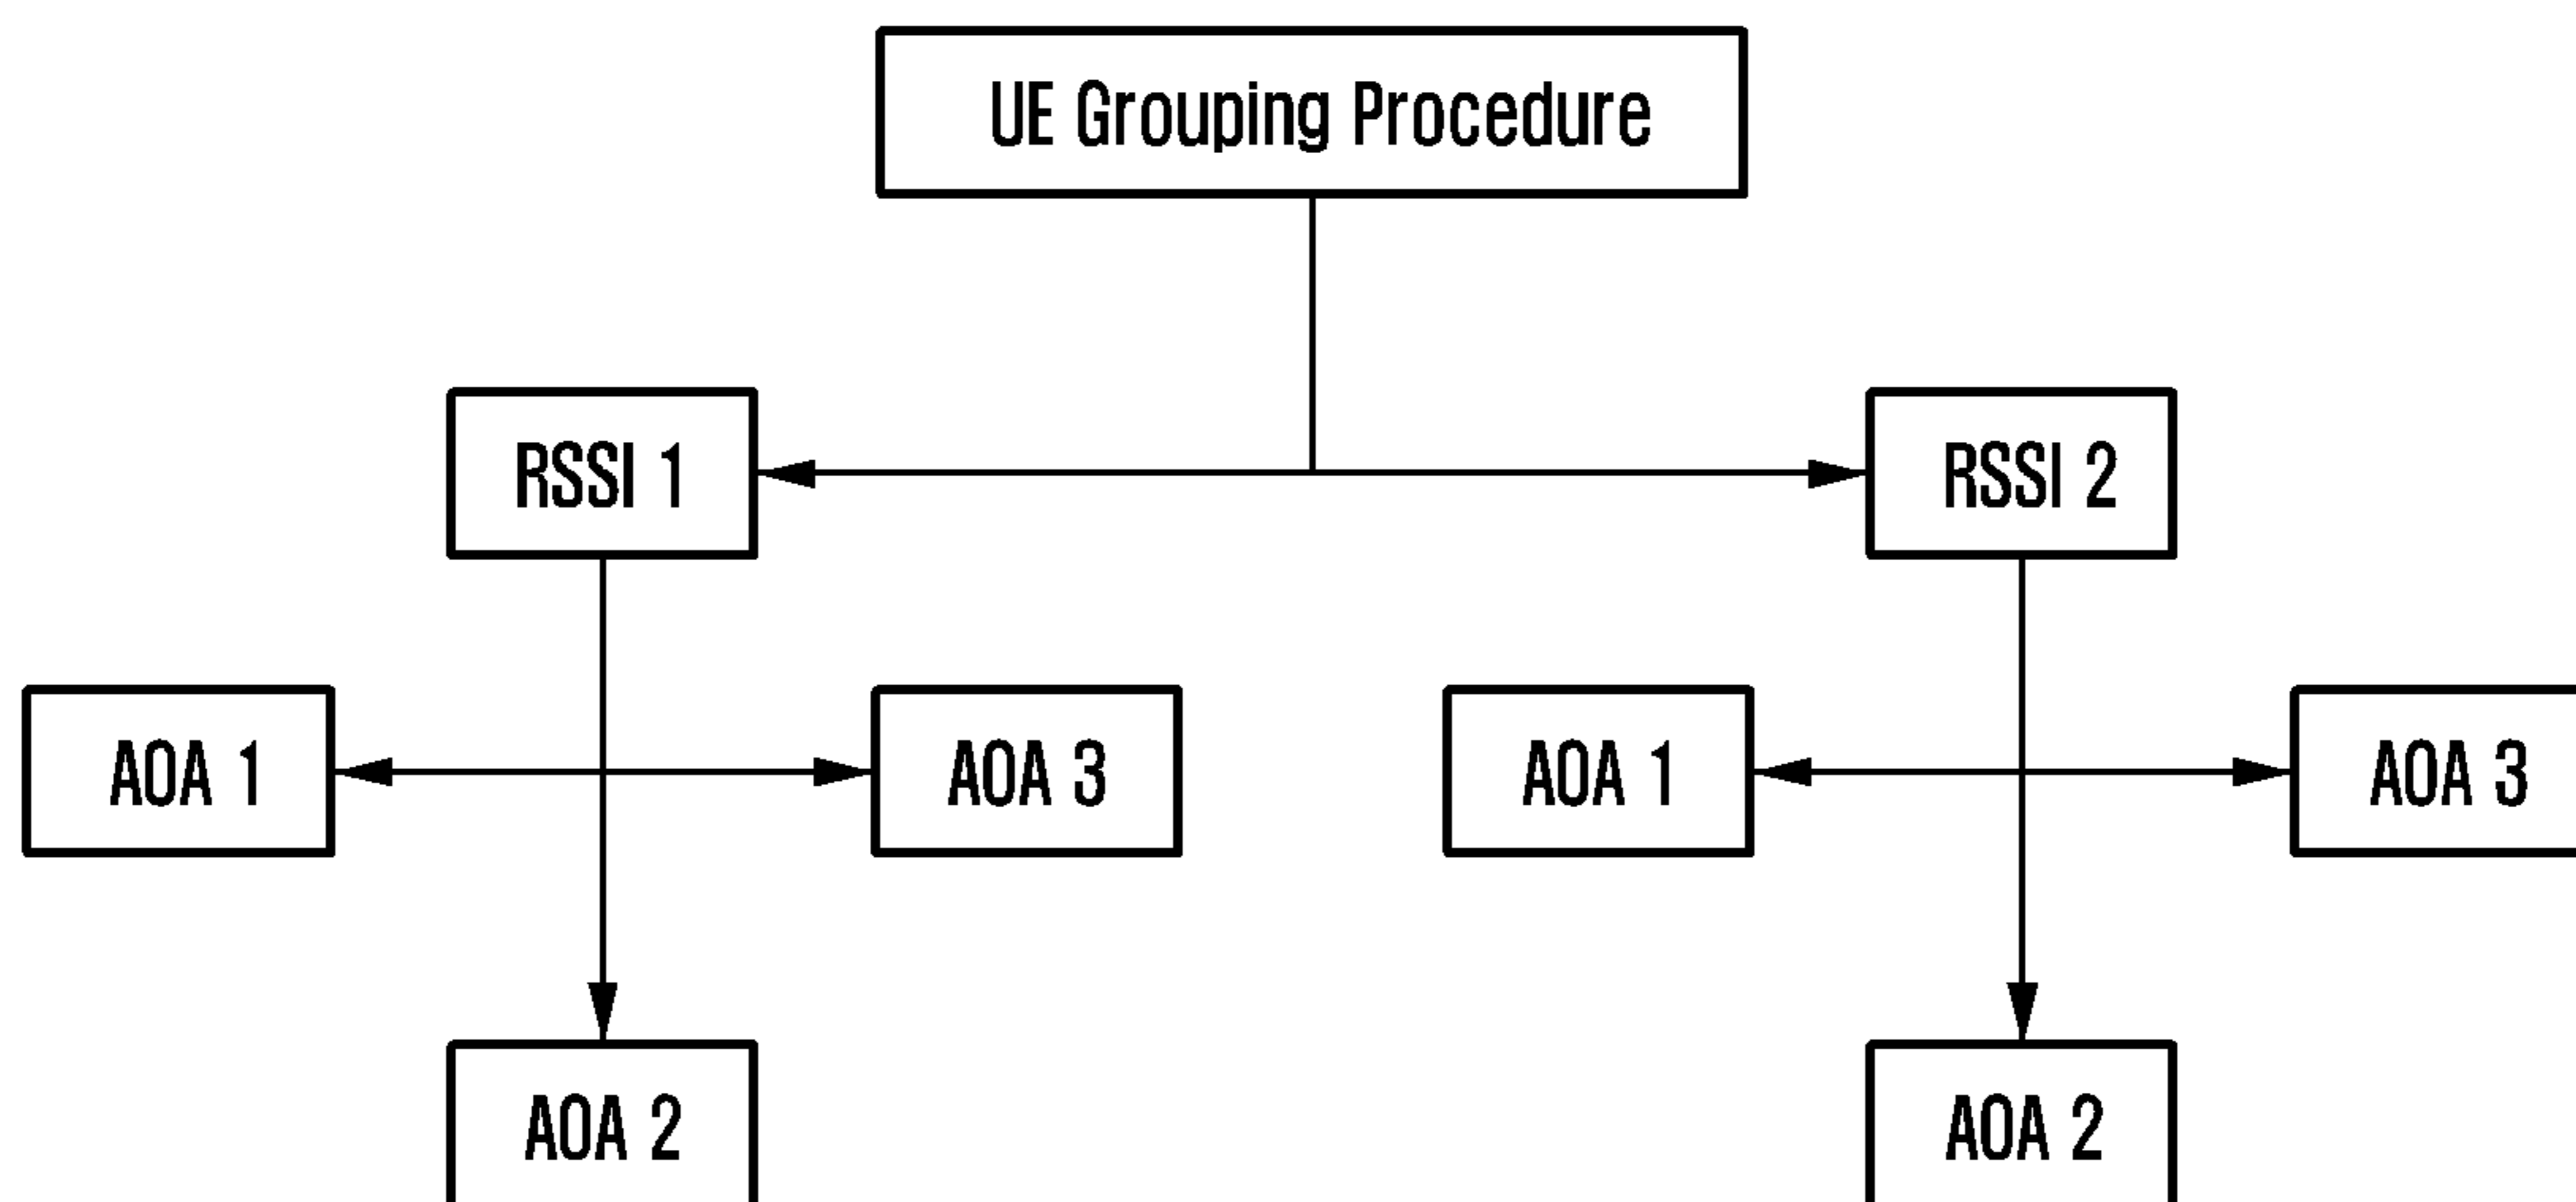 UE Grouping Procedure
RSSI 1
RSSI 2
AOA 1
AOA 3
AOA 1
AOA 3
AOA 2
AOA 2